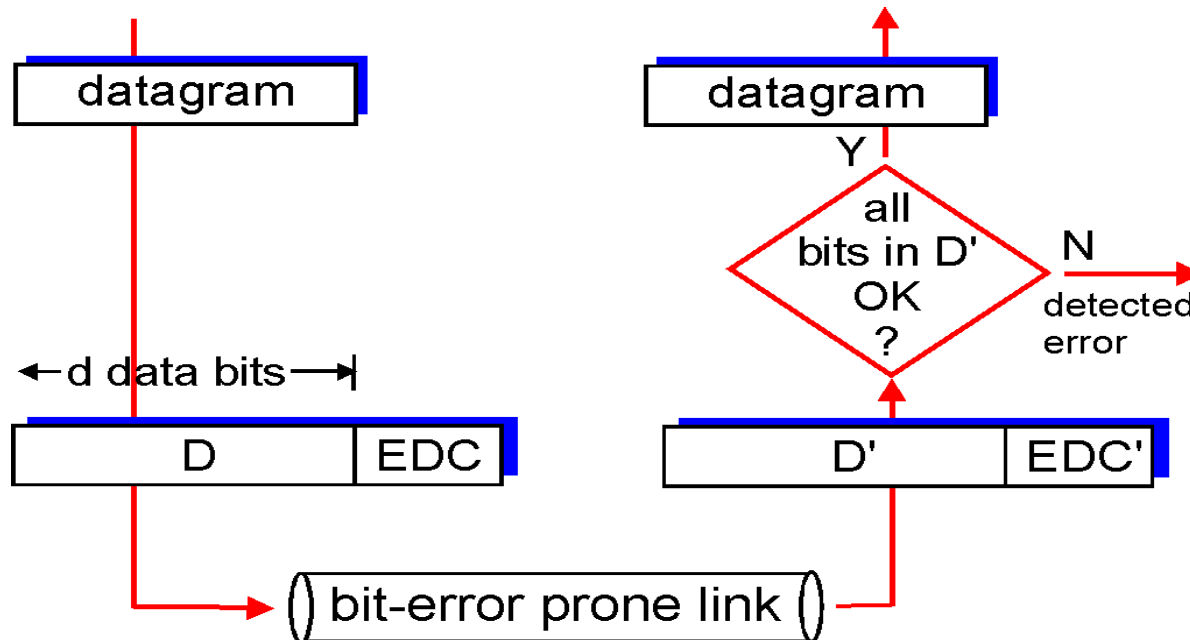 datagram
datagram
Y
all
bits in D'
OK
?
N
detected
error
d data bits
D
EDC
D'
EDC'
bit-error prone link